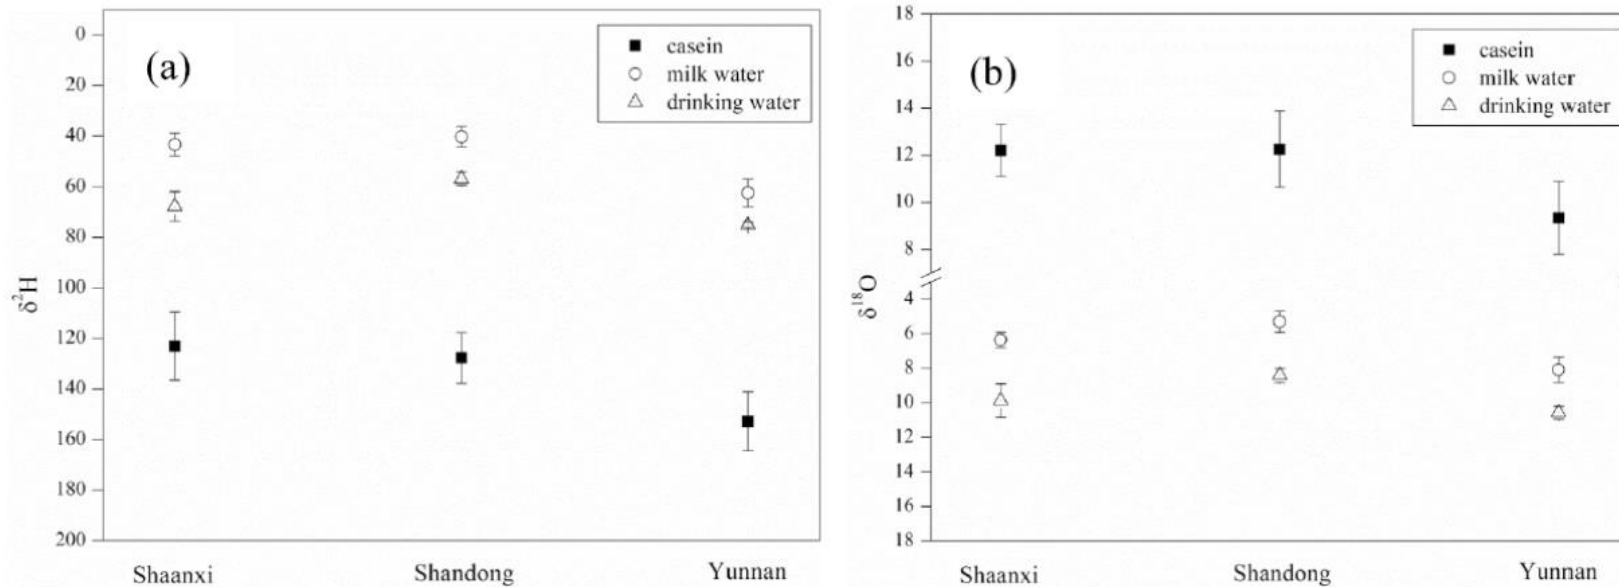 (a)
casein
milk water
drinking water
0
20
40
60
80
100
120
140
160
180
200
δ²H
Shaanxi
Shandong
Yunnan
(b)
casein
milk water
drinking water
18
16
14
12
10
8
4
6
8
10
12
14
16
18
δ¹⁸O
Shaanxi
Shandong
Yunnan